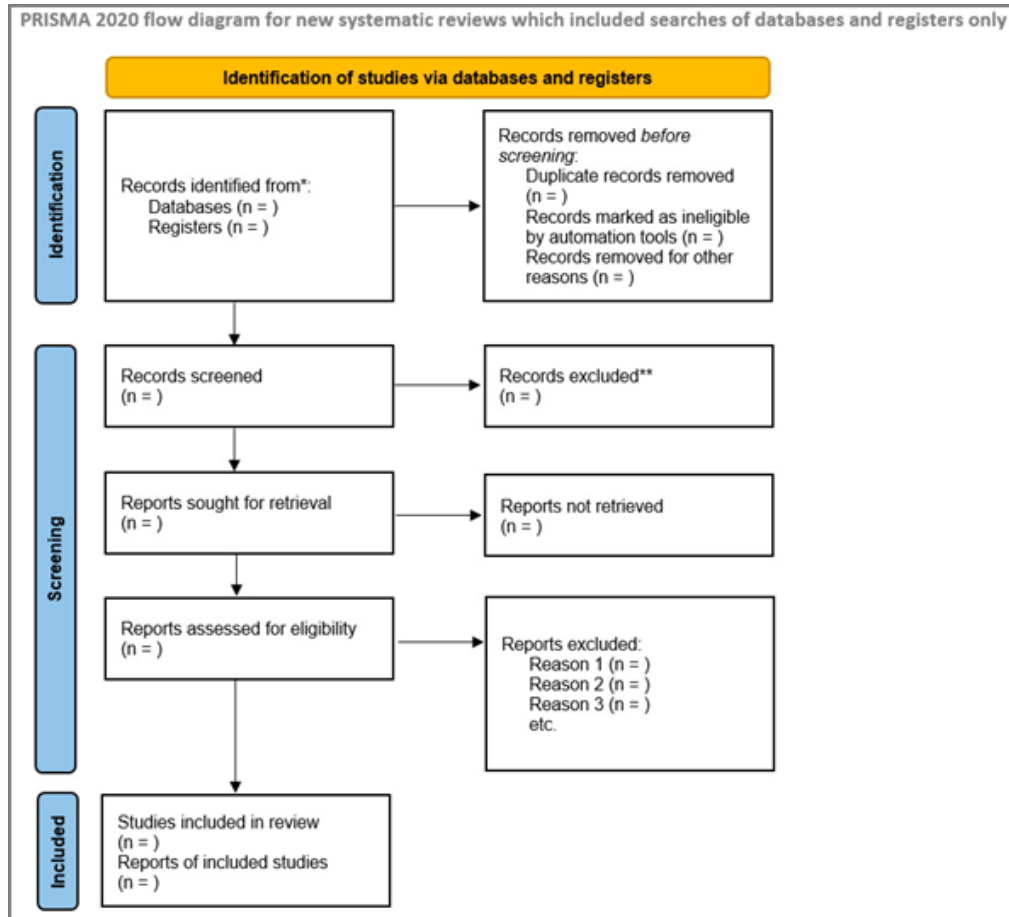 PRISMA 2020 flow diagram for new systematic reviews which included searches of databases and registers only
Identification of studies via databases and registers
Identification
Records identified from*:
Databases (n = )
Registers (n = )
Records removed before
screening:
Duplicate records removed
(n = )
Records marked as ineligible
by automation tools (n = )
Records removed for other
reasons (n = )
Screening
Records screened
(n = )
Records excluded**
(n = )
Reports sought for retrieval
(n = )
Reports not retrieved
(n = )
Reports assessed for eligibility
(n = )
Reports excluded:
Reason 1 (n = )
Reason 2 (n = )
Reason 3 (n = )
etc.
Included
Studies included in review
(n = )
Reports of included studies
(n = )